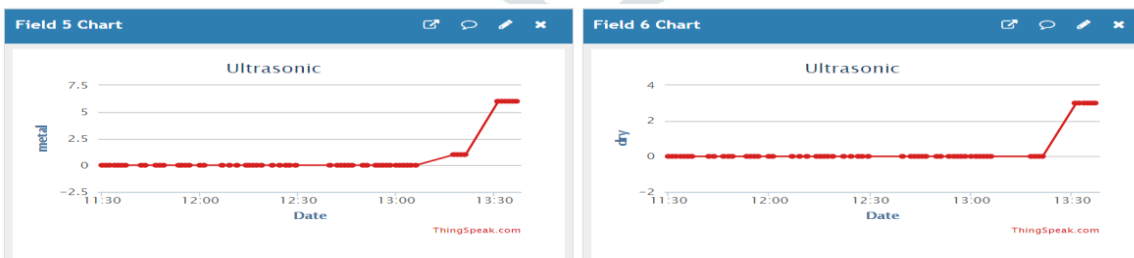 Field 5 Chart
Ultrasonic
metal
7.5
5
2.5
0
−2.5
11:30 12:00 12:30 13:00 13:30
Date
ThingSpeak.com
Field 6 Chart
Ultrasonic
dry
4
2
0
−2
11:30 12:00 12:30 13:00 13:30
Date
ThingSpeak.com